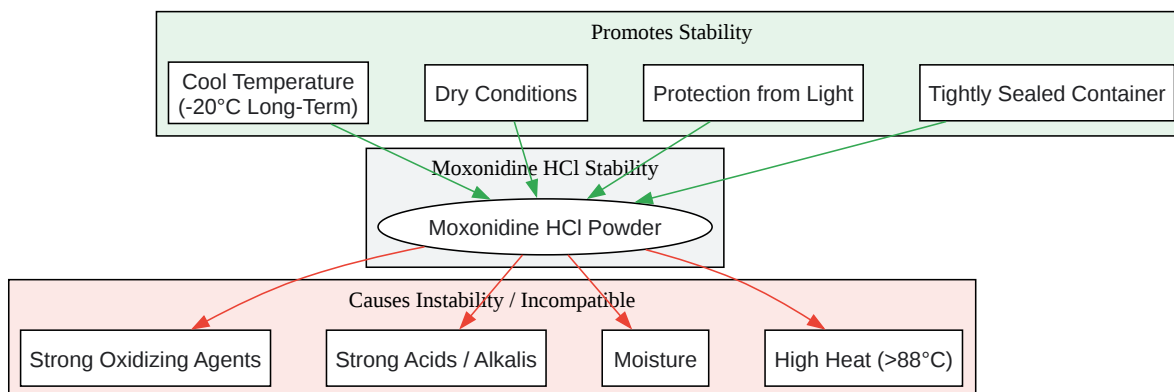 Promotes Stability
Cool Temperature
(-20°C Long-Term)
Dry Conditions
Protection from Light
Tightly Sealed Container
Moxonidine HCl Stability
Moxonidine HCl Powder
Causes Instability / Incompatible
Strong Oxidizing Agents
Strong Acids / Alkalis
Moisture
High Heat (>88°C)